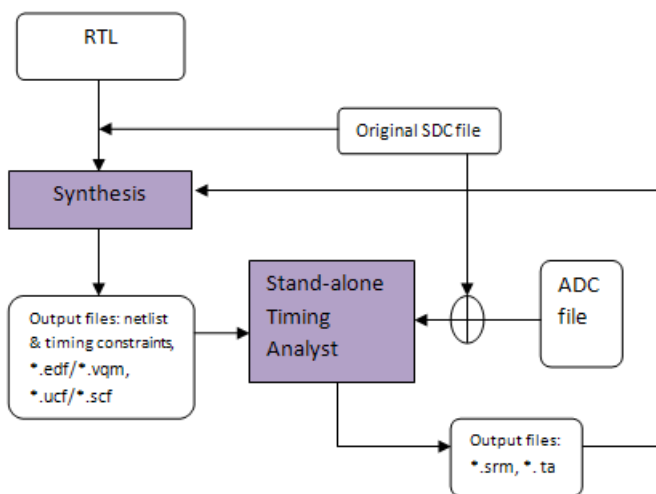 RTL
Original SDC file
Synthesis
Stand-alone
Timing
Analyst
ADC
file
Output files: netlist
& timing constraints,
*.edf/*.vqm,
*.ucf/*.scf
Output files:
*.srm, *. ta